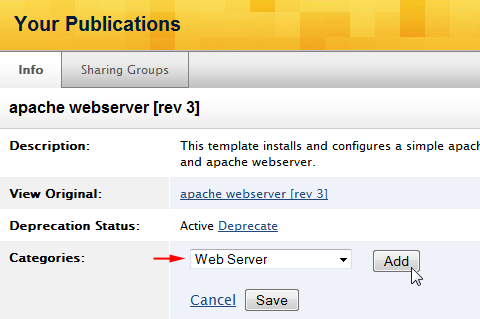 Your Publications
Info Sharing Groups
apache webserver [rev 3]
Description: This template installs and configures a simple apac
and apache webserver.
View Original: apache webserver [rev 3]
Deprecation Status: Active Deprecate
Categories: Web Server Add
Cancel Save